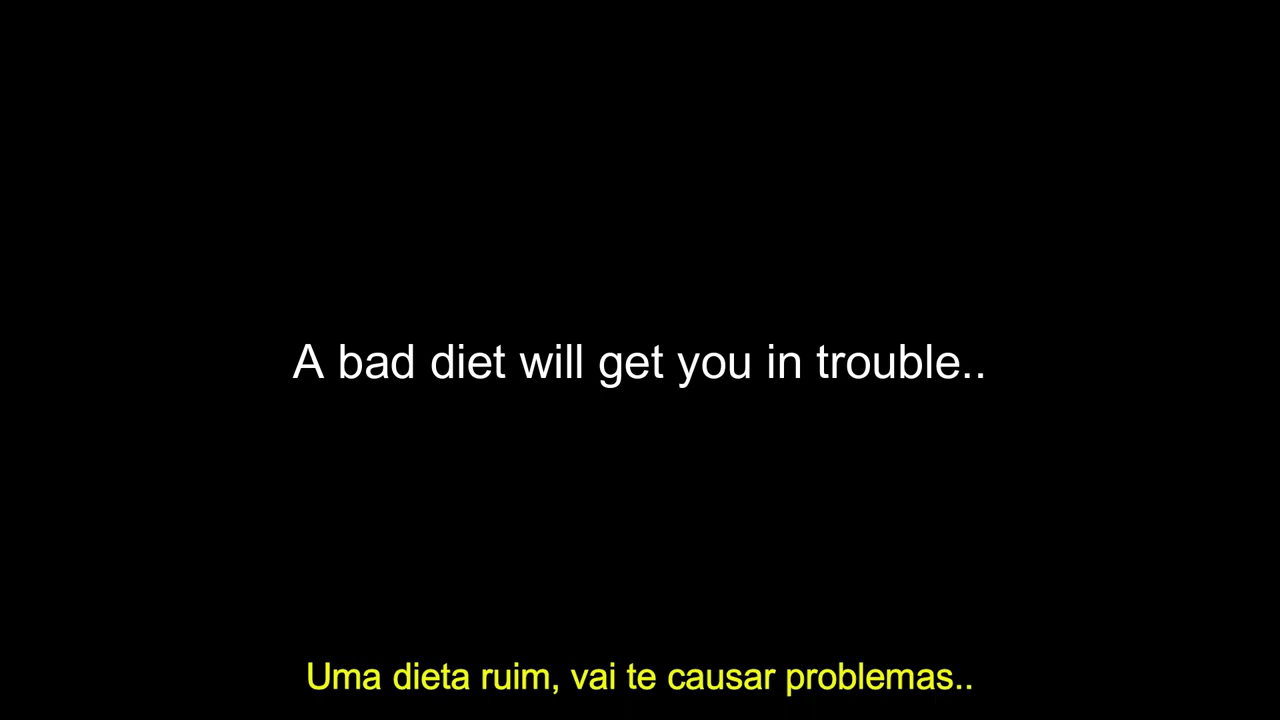 A bad diet will get you in trouble..
Uma dieta ruim, vai te causar problemas..